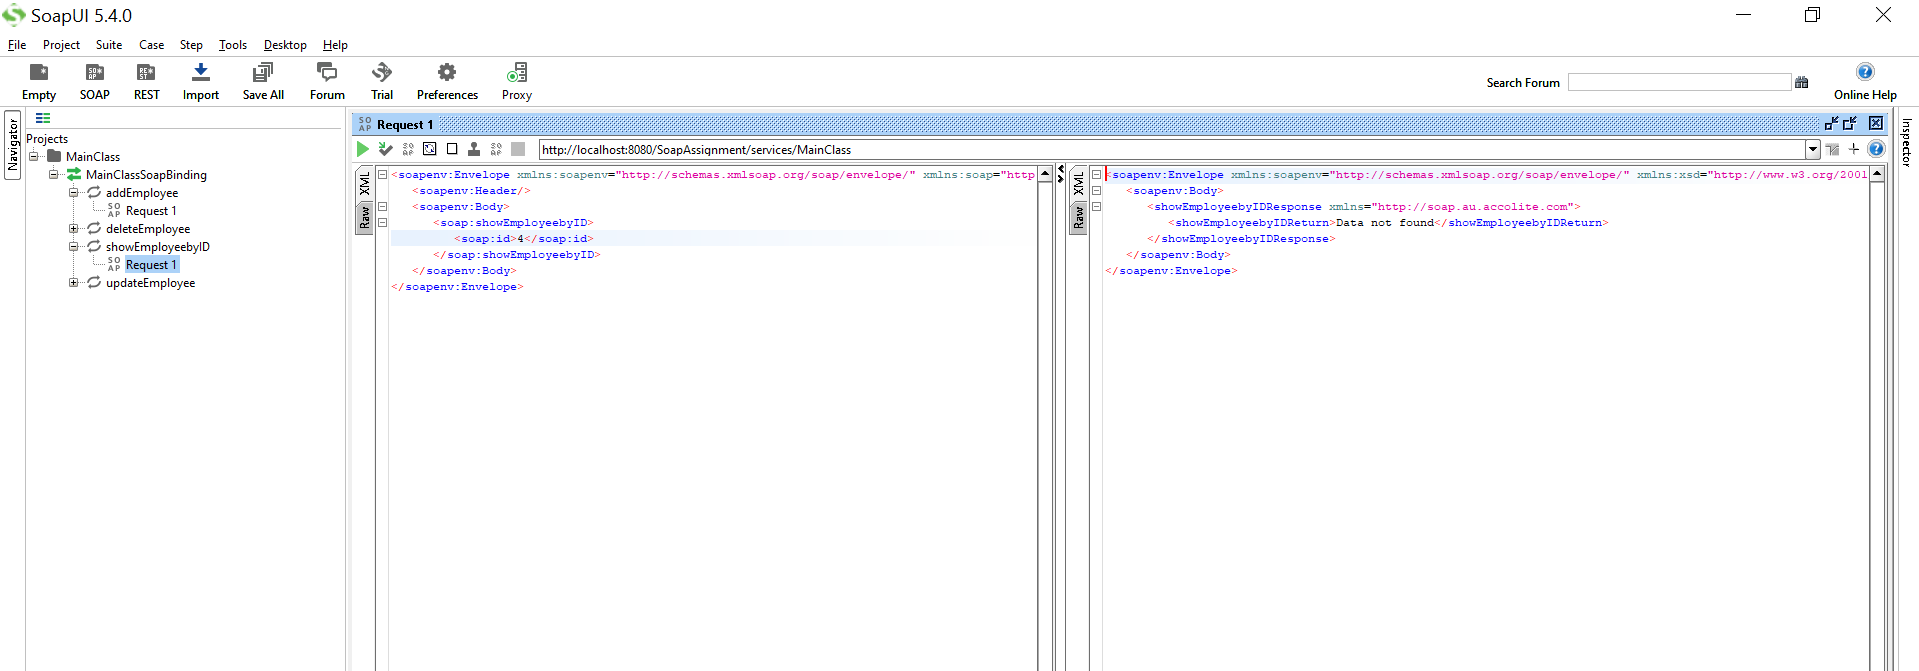 SoapUI 5.4.0
File Project Suite Case Step Tools Desktop Help
Empty SOAP REST Import Save All Forum Trial Preferences Proxy
Search Forum
Online Help
Navigator
Projects
MainClass
MainClassSoapBinding
addEmployee
SOAP Request 1
deleteEmployee
showEmployeebyID
SOAP Request 1
updateEmployee
SOAP Request 1
http://localhost:8080/SoapAssignment/services/MainClass
XML
Raw
<soapenv:Envelope xmlns:soapenv="http://schemas.xmlsoap.org/soap/envelope/" xmlns:soap="http
<soapenv:Header/>
<soapenv:Body>
<soap:showEmployeebyID>
<soap:id>4</soap:id>
</soap:showEmployeebyID>
</soapenv:Body>
</soapenv:Envelope>
XML
Raw
<soapenv:Envelope xmlns:soapenv="http://schemas.xmlsoap.org/soap/envelope/" xmlns:xsd="http://www.w3.org/2001
<soapenv:Body>
<showEmployeebyIDResponse xmlns="http://soap.au.accolite.com">
<showEmployeebyIDReturn>Data not found</showEmployeebyIDReturn>
</showEmployeebyIDResponse>
</soapenv:Body>
</soapenv:Envelope>
Inspector